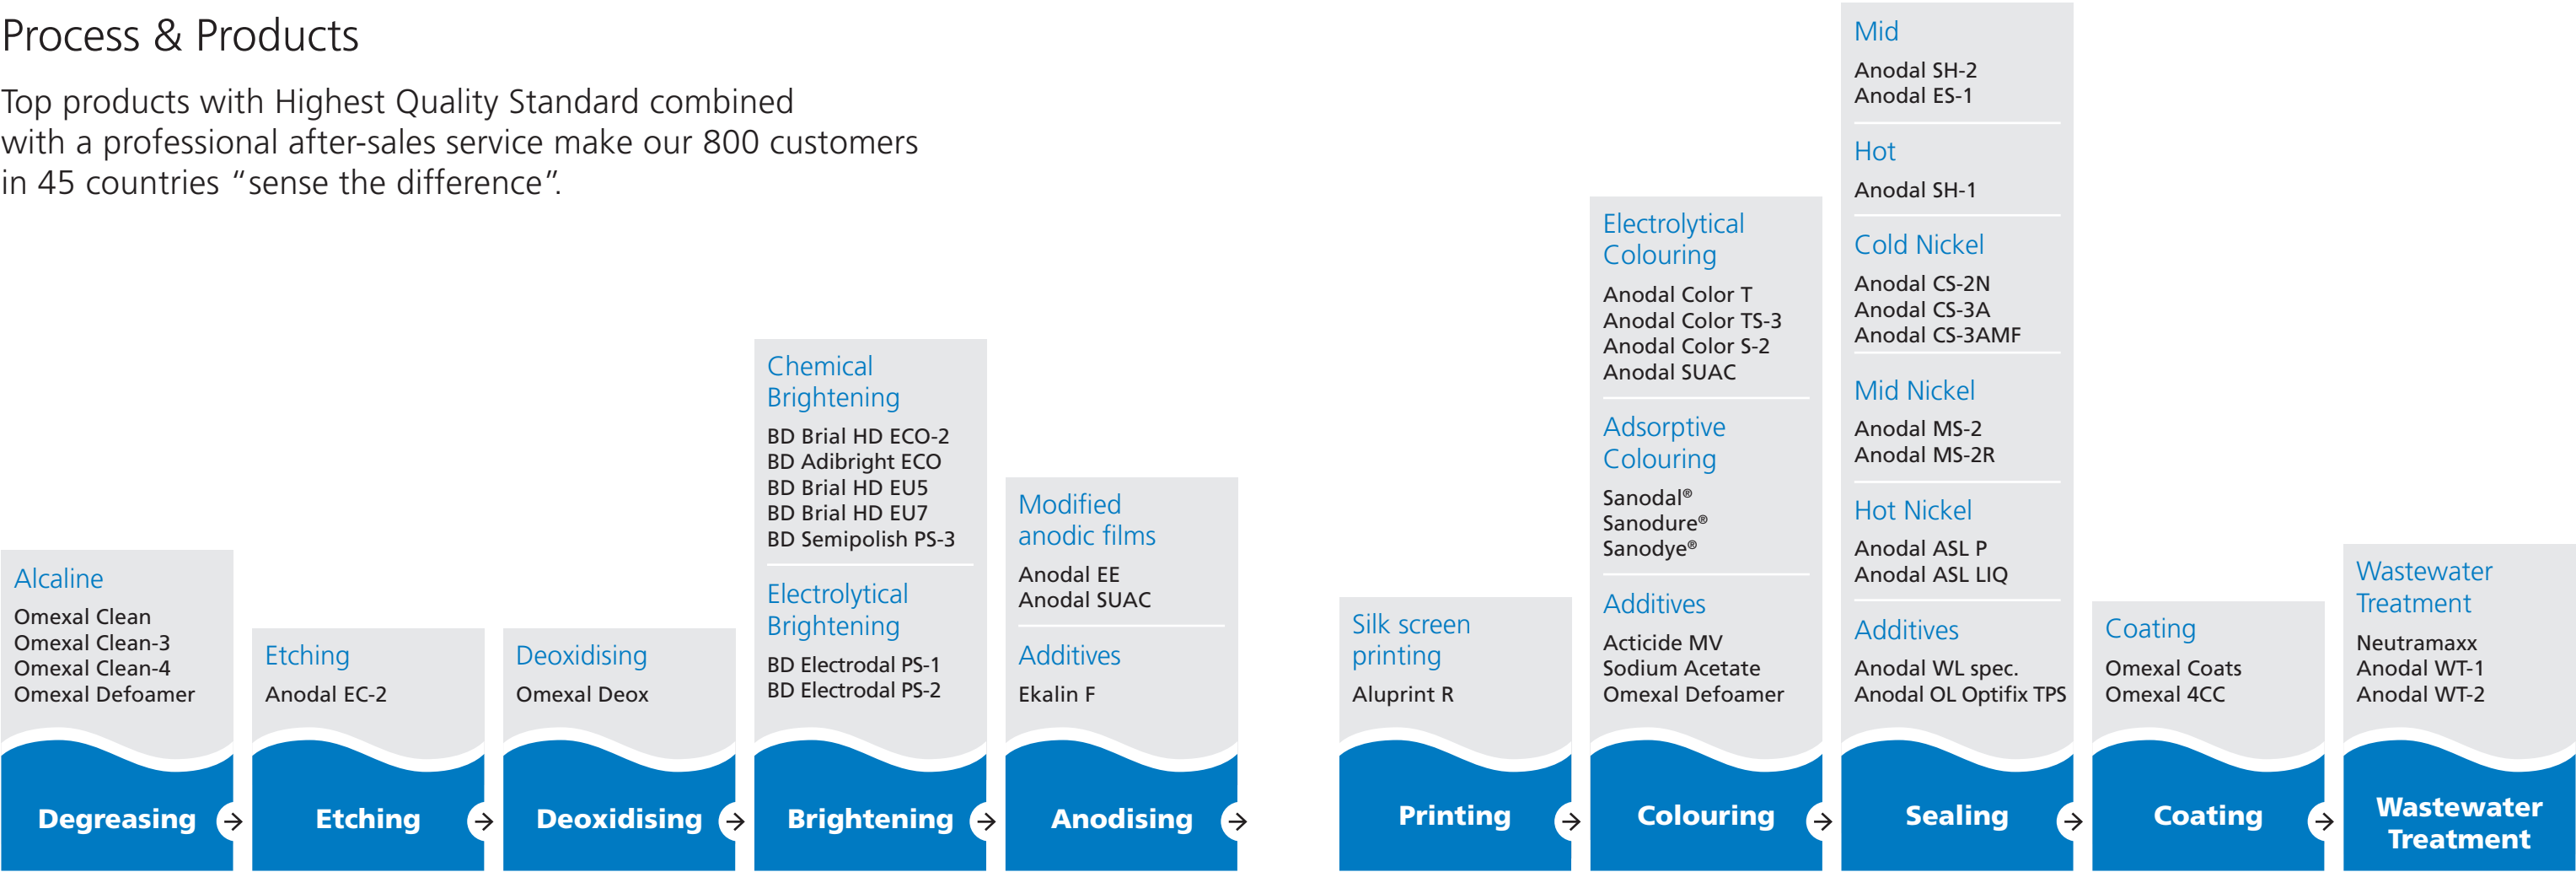 Process & Products
Top products with Highest Quality Standard combined
with a professional after-sales service make our 800 customers
in 45 countries “sense the difference”.
Alcaline
Omexal Clean
Omexal Clean-3
Omexal Clean-4
Omexal Defoamer
Degreasing
Etching
Anodal EC-2
Etching
Deoxidising
Omexal Deox
Deoxidising
Chemical
Brightening
BD Brial HD ECO-2
BD Adibright ECO
BD Brial HD EU5
BD Brial HD EU7
BD Semipolish PS-3
Electrolytical
Brightening
BD Electrodal PS-1
BD Electrodal PS-2
Brightening
Modified
anodic films
Anodal EE
Anodal SUAC
Additives
Ekalin F
Anodising
Silk screen
printing
Aluprint R
Printing
Electrolytical
Colouring
Anodal Color T
Anodal Color TS-3
Anodal Color S-2
Anodal SUAC
Adsorptive
Colouring
Sanodal®
Sanodure®
Sanodye®
Additives
Acticide MV
Sodium Acetate
Omexal Defoamer
Colouring
Mid
Anodal SH-2
Anodal ES-1
Hot
Anodal SH-1
Cold Nickel
Anodal CS-2N
Anodal CS-3A
Anodal CS-3AMF
Mid Nickel
Anodal MS-2
Anodal MS-2R
Hot Nickel
Anodal ASL P
Anodal ASL LIQ
Additives
Anodal WL spec.
Anodal OL Optifix TPS
Sealing
Coating
Omexal Coats
Omexal 4CC
Coating
Wastewater
Treatment
Neutramaxx
Anodal WT-1
Anodal WT-2
Wastewater
Treatment